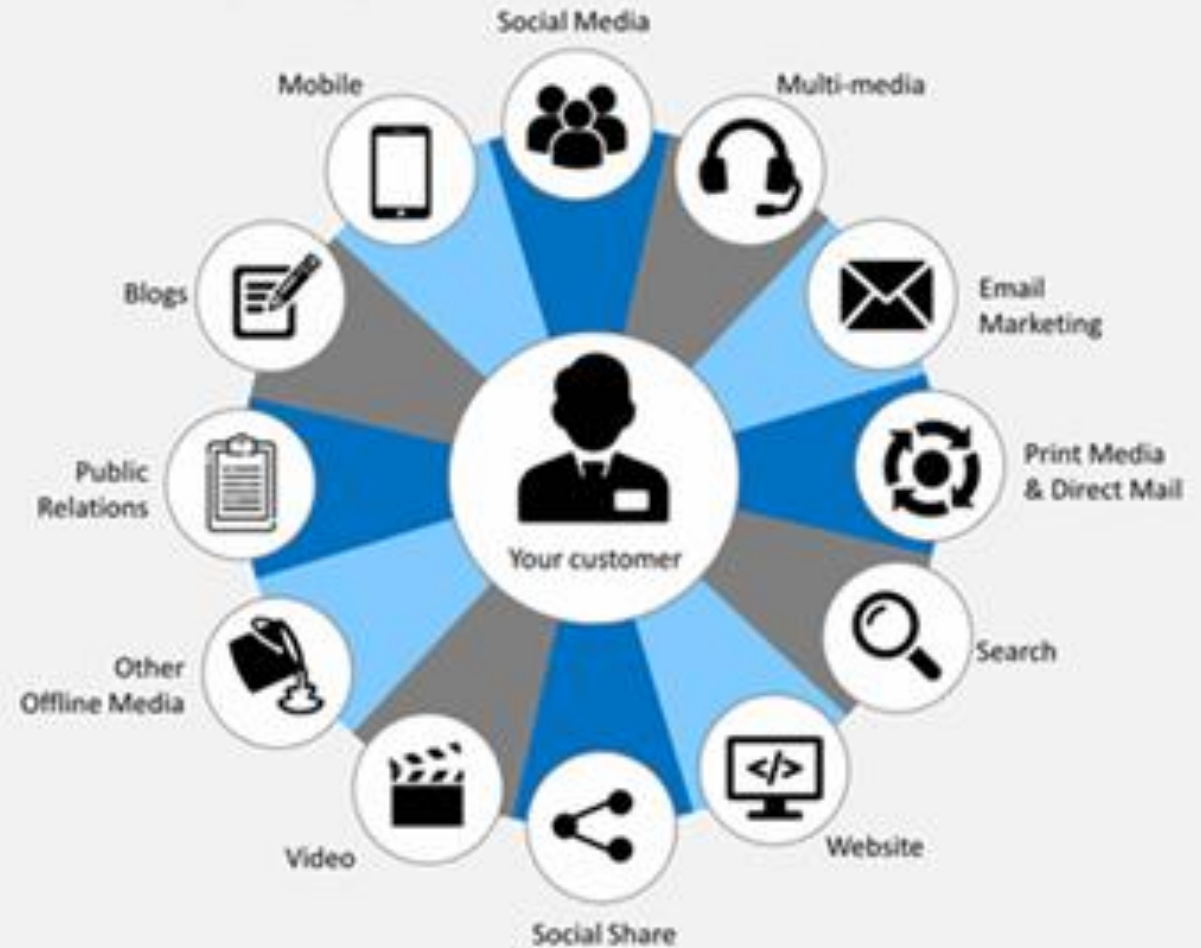 Social Media
Mobile
Multi-media
Blogs
Email
Marketing
Public
Relations
Your customer
Print Media
& Direct Mail
Other
Offline Media
Search
Video
Website
</>
Social Share